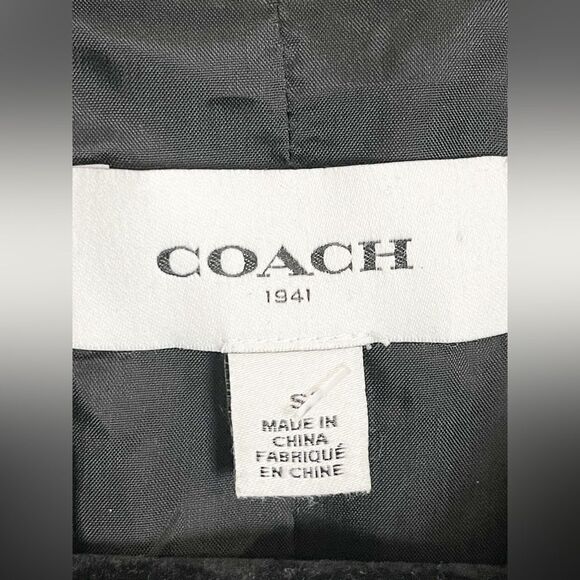 COACH
1941
S
MADE IN
CHINA
FABRIQUÉ
EN CHINE